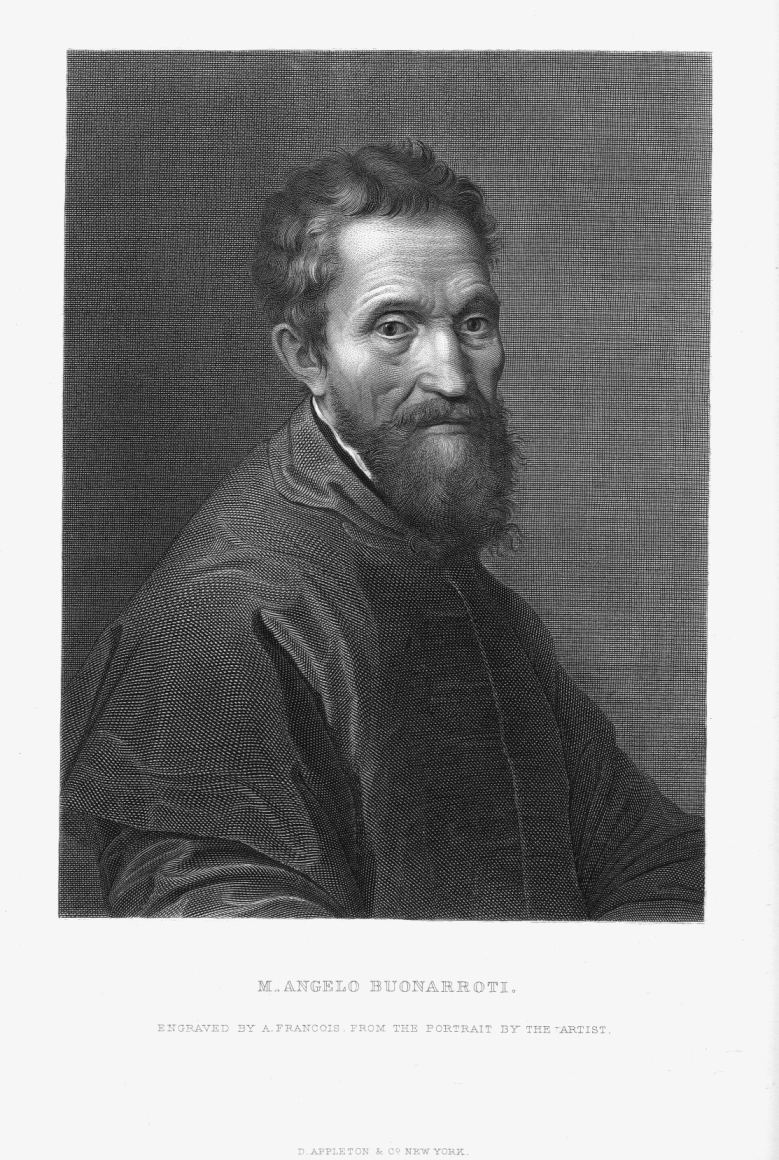 M. ANGELO BUONARROTI.
ENGRAVED BY A. FRANCOIS. FROM THE PORTRAIT BY THE ARTIST.
D. APPLETON & Cº NEW YORK.